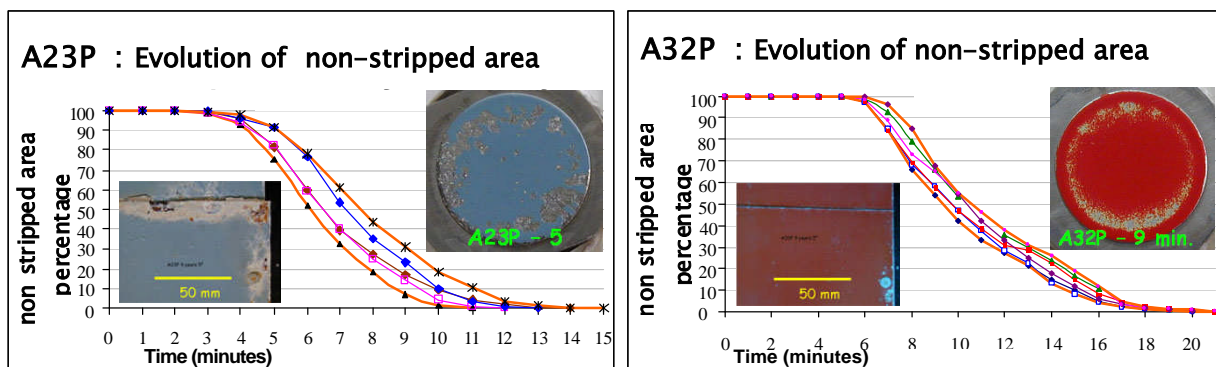 A23P : Evolution of non-stripped area
non stripped area
percentage
100
90
80
70
60
50
40
30
20
10
0
0 1 2 3 4 5 6 7 8 9 10 11 12 13 14 15
Time (minutes)
50 mm
A23P - 5
A32P : Evolution of non-stripped area
non stripped area
percentage
100
90
80
70
60
50
40
30
20
10
0
0 2 4 6 8 10 12 14 16 18 20
Time (minutes)
50 mm
A32P - 9 min.